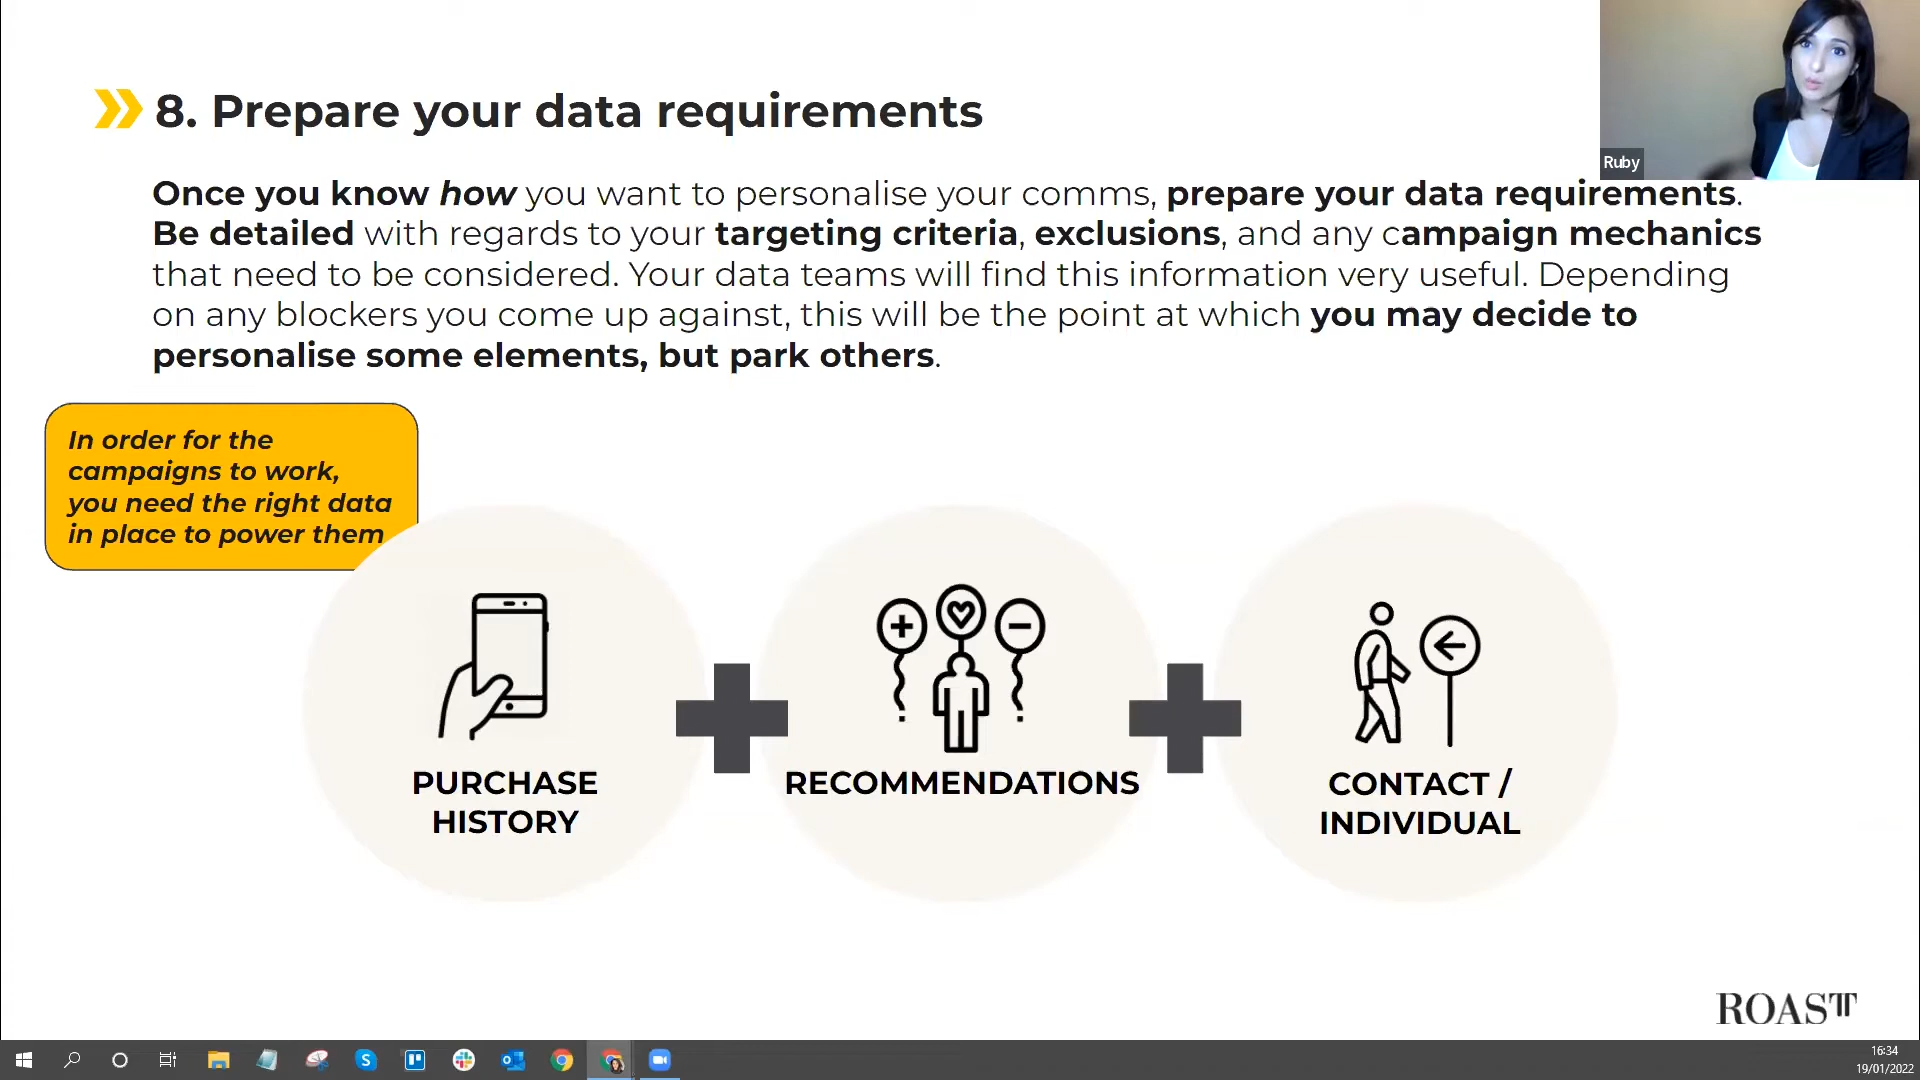 8. Prepare your data requirements
Ruby
Once you know how you want to personalise your comms, prepare your data requirements.
Be detailed with regards to your targeting criteria, exclusions, and any campaign mechanics
that need to be considered. Your data teams will find this information very useful. Depending
on any blockers you come up against, this will be the point at which you may decide to
personalise some elements, but park others.
In order for the
campaigns to work,
you need the right data
in place to power them
PURCHASE
HISTORY
RECOMMENDATIONS
CONTACT /
INDIVIDUAL
ROAST
16:34
19/01/2022